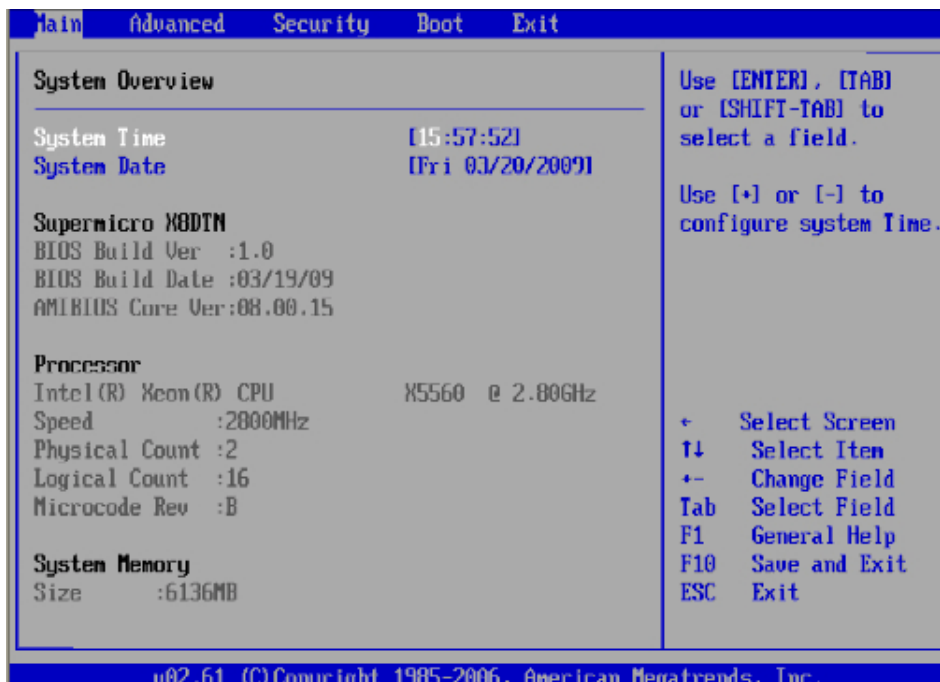 Main Advanced Security Boot Exit
System Overview
System Time [15:57:52]
System Date [Fri 03/20/2009]
Supermicro X8DTN
BIOS Build Ver :1.0
BIOS Build Date :03/19/09
AMIBIOS Core Ver:08.00.15
Processor
Intel(R) Xeon(R) CPU X5560 @ 2.80GHz
Speed :2800MHz
Physical Count :2
Logical Count :16
Microcode Rev :B
System Memory
Size :6136MB
Use [ENTER], [TAB]
or [SHIFT-TAB] to
select a field.
Use [+] or [-] to
configure system Time.
← Select Screen
↑↓ Select Item
+- Change Field
Tab Select Field
F1 General Help
F10 Save and Exit
ESC Exit
v02.61 (C)Copyright 1985-2006, American Megatrends, Inc.